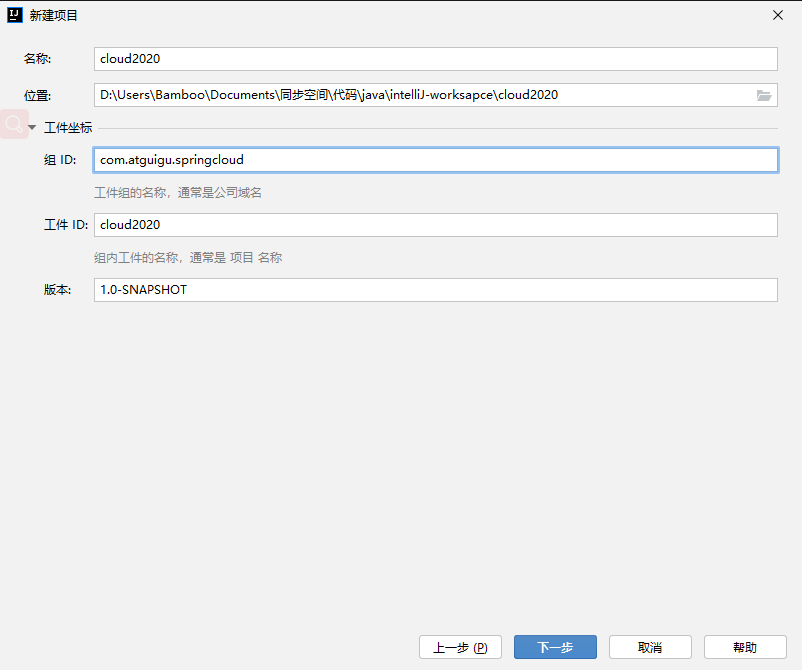 新建项目
名称: cloud2020
位置: D:\Users\Bamboo\Documents\同步空间\代码\java\intelliJ-worksapce\cloud2020
工件坐标
组 ID: com.atguigu.springcloud
工件组的名称，通常是公司域名
工件 ID: cloud2020
组内工件的名称，通常是 项目 名称
版本: 1.0-SNAPSHOT
上一步 (P) 下一步 取消 帮助